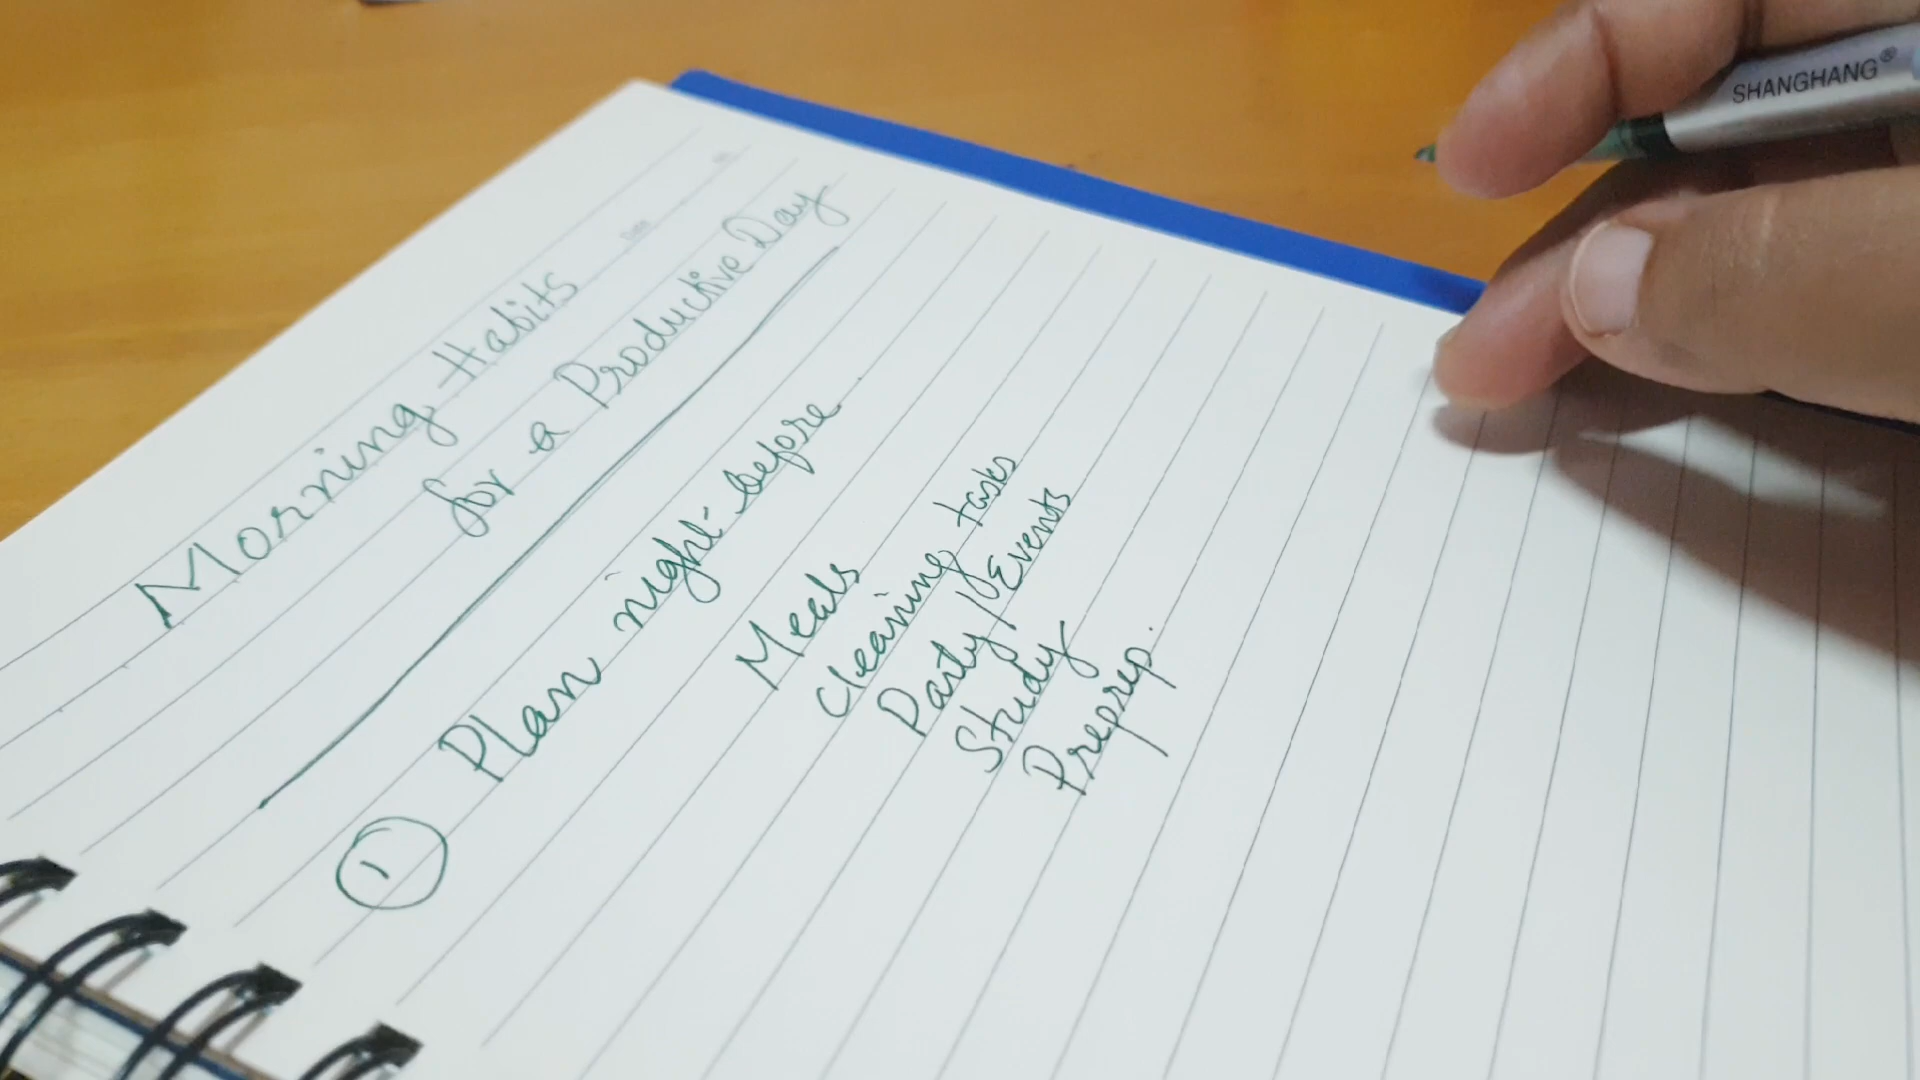 Morning Habits
for a Productive Day
1 Plan night-before
Meals
Cleaning tasks
Party / Events
Study
Preprep.
SHANGHANG®